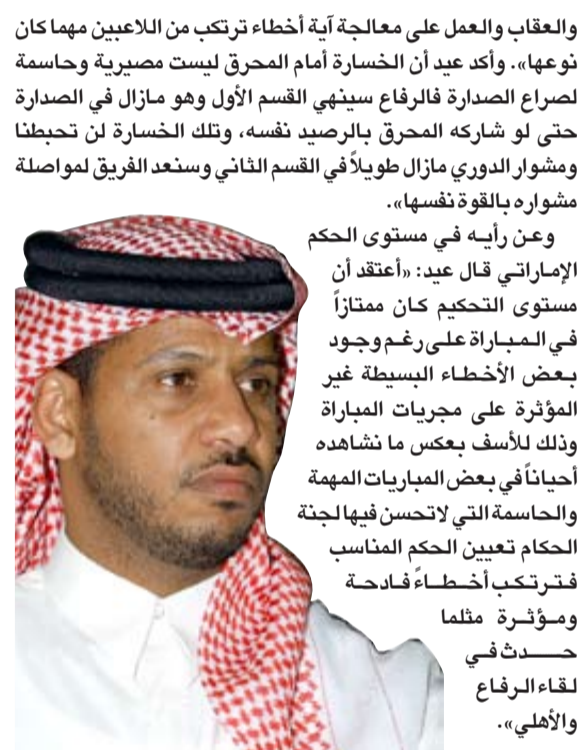 والعقاب والعمل على معالجة آية أخطاء ترتكب من اللاعبين مهما كان
نوعها». وأكد عيد أن الخسارة أمام المحرق ليست مصيرية وحاسمة
لصراع الصدارة فالرفاع سينهي القسم الأول وهو مازال في الصدارة
حتى لو شاركه المحرق بالرصيد نفسه، وتلك الخسارة لن تحبطنا
ومشوار الدوري مازال طويلاً في القسم الثاني وسنعد الفريق لمواصلة
مشواره بالقوة نفسها».
وعن رأيه في مستوى الحكم
الإماراتي قال عيد: «أعتقد أن
مستوى التحكيم كان ممتازاً
في المباراة على رغم وجود
بعض الأخطاء البسيطة غير
المؤثرة على مجريات المباراة
وذلك للأسف بعكس ما نشاهده
أحياناً في بعض المباريات المهمة
والحاسمة التي لاتحسن فيها لجنة
الحكام تعيين الحكم المناسب
فترتكب أخطاءً فادحة
ومؤثرة مثلما
حدث في
لقاء الرفاع
والأهلي».